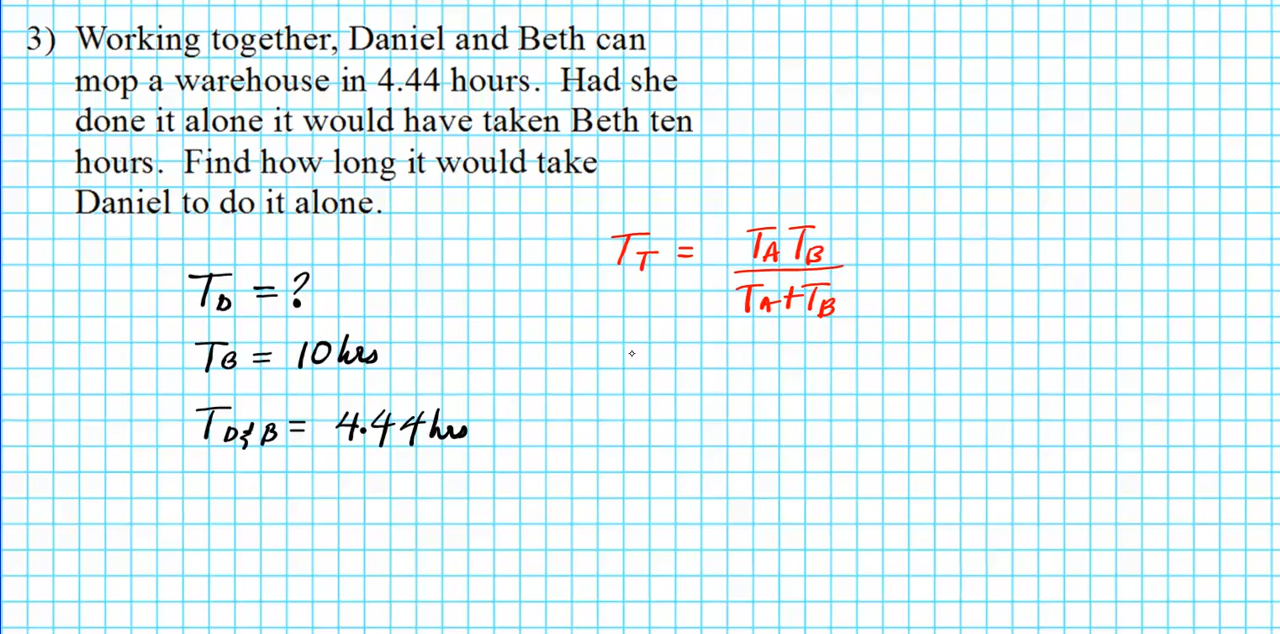 3) Working together, Daniel and Beth can
mop a warehouse in 4.44 hours. Had she
done it alone it would have taken Beth ten
hours. Find how long it would take
Daniel to do it alone.
T_T = T_A T_B / T_A + T_B
T_D = ?
T_B = 10 hrs
T_D&B = 4.44 hrs